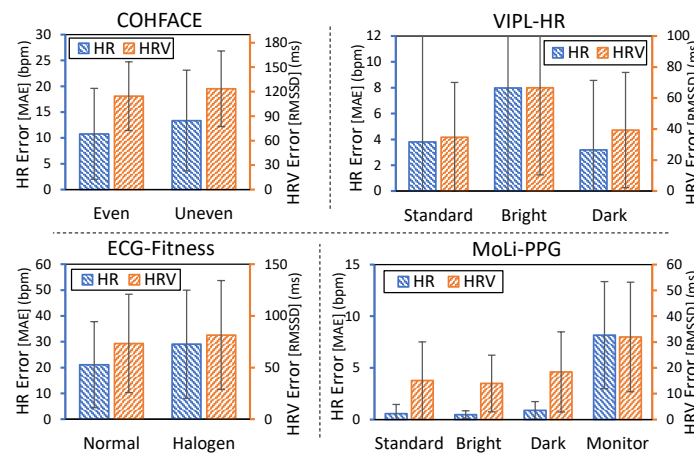 COHFACE
HR Error [MAE] (bpm)
30
25
20
15
10
5
0
HR
HRV
180
150
120
90
60
30
0
HRV Error [RMSSD] (ms)
Even
Uneven
VIPL-HR
HR Error [MAE] (bpm)
12
10
8
6
4
2
0
HR
HRV
100
80
60
40
20
0
HRV Error [RMSSD] (ms)
Standard
Bright
Dark
ECG-Fitness
HR Error [MAE] (bpm)
60
50
40
30
20
10
0
HR
HRV
150
100
50
0
HRV Error [RMSSD] (ms)
Normal
Halogen
MoLi-PPG
HR Error [MAE] (bpm)
15
10
5
0
HR
HRV
60
50
40
30
20
10
0
HRV Error [RMSSD] (ms)
Standard
Bright
Dark
Monitor